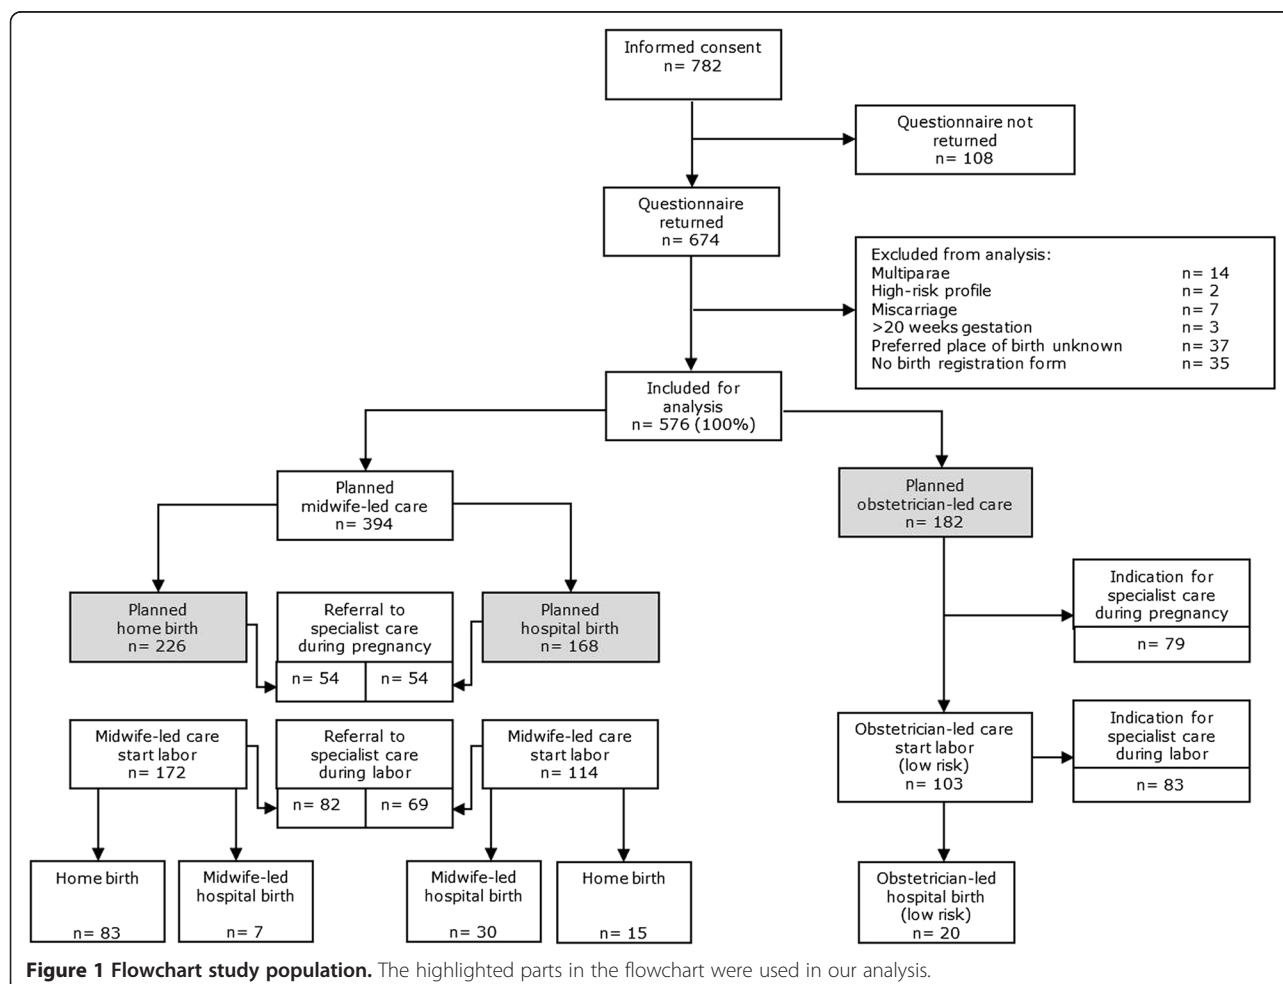 Informed consent
n= 782
Questionnaire not
returned
n= 108
Questionnaire
returned
n= 674
Excluded from analysis:
Multiparae n= 14
High-risk profile n= 2
Miscarriage n= 7
>20 weeks gestation n= 3
Preferred place of birth unknown n= 37
No birth registration form n= 35
Included for
analysis
n= 576 (100%)
Planned
midwife-led care
n= 394
Planned
obstetrician-led care
n= 182
Planned
home birth
n= 226
Referral to
specialist care
during pregnancy
n= 54 n= 54
Planned
hospital birth
n= 168
Indication for
specialist care
during pregnancy
n= 79
Midwife-led care
start labor
n= 172
Referral to
specialist care
during labor
n= 82 n= 69
Midwife-led care
start labor
n= 114
Obstetrician-led care
start labor
(low risk)
n= 103
Indication for
specialist care
during labor
n= 83
Home birth
n= 83
Midwife-led
hospital birth
n= 7
Midwife-led
hospital birth
n= 30
Home birth
n= 15
Obstetrician-led
hospital birth
(low risk)
n= 20
Figure 1 Flowchart study population. The highlighted parts in the flowchart were used in our analysis.